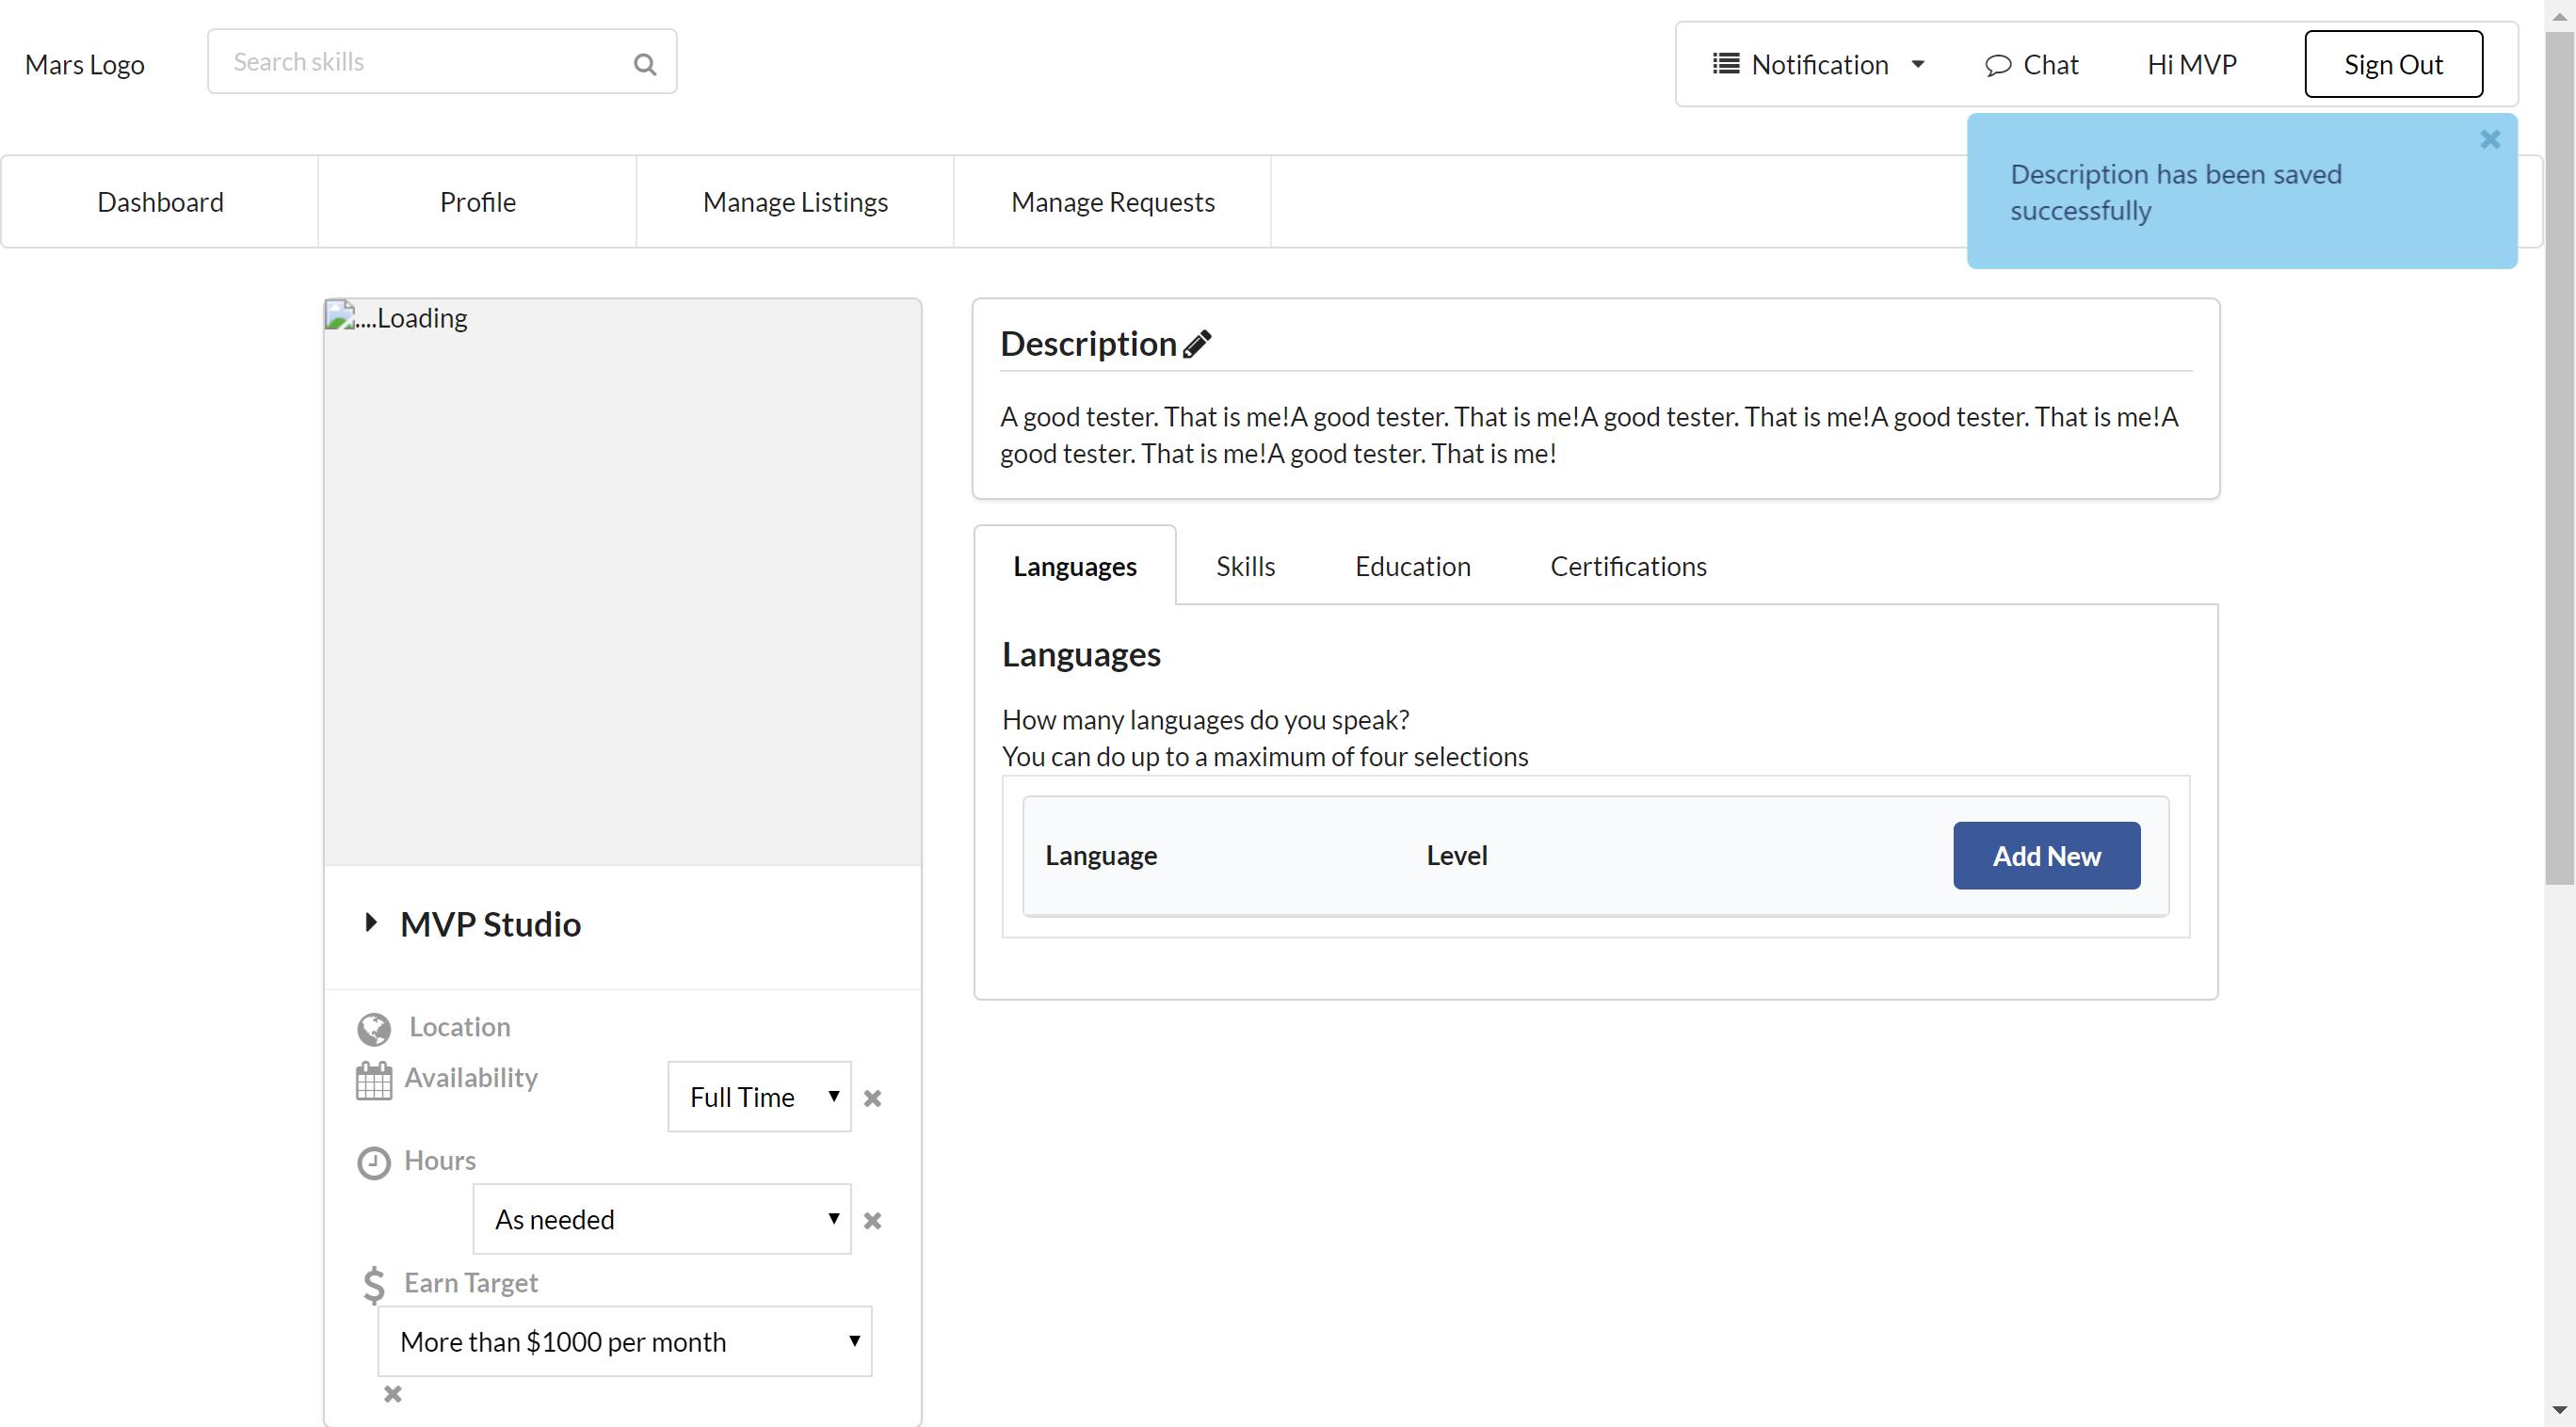 Mars Logo
Search skills
Notification
Chat
Hi MVP
Sign Out
Description has been saved
successfully
Dashboard
Profile
Manage Listings
Manage Requests
....Loading
Description
A good tester. That is me!A good tester. That is me!A good tester. That is me!A good tester. That is me!A
good tester. That is me!A good tester. That is me!
Languages
Skills
Education
Certifications
Languages
How many languages do you speak?
You can do up to a maximum of four selections
Language
Level
Add New
MVP Studio
Location
Availability
Full Time
Hours
As needed
Earn Target
More than $1000 per month